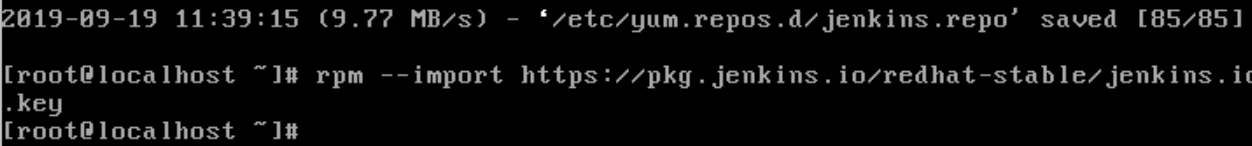 2019-09-19 11:39:15 (9.77 MB/s) - ‘/etc/yum.repos.d/jenkins.repo’ saved [85/85]
[root@localhost ~]# rpm --import https://pkg.jenkins.io/redhat-stable/jenkins.io
.key
[root@localhost ~]#